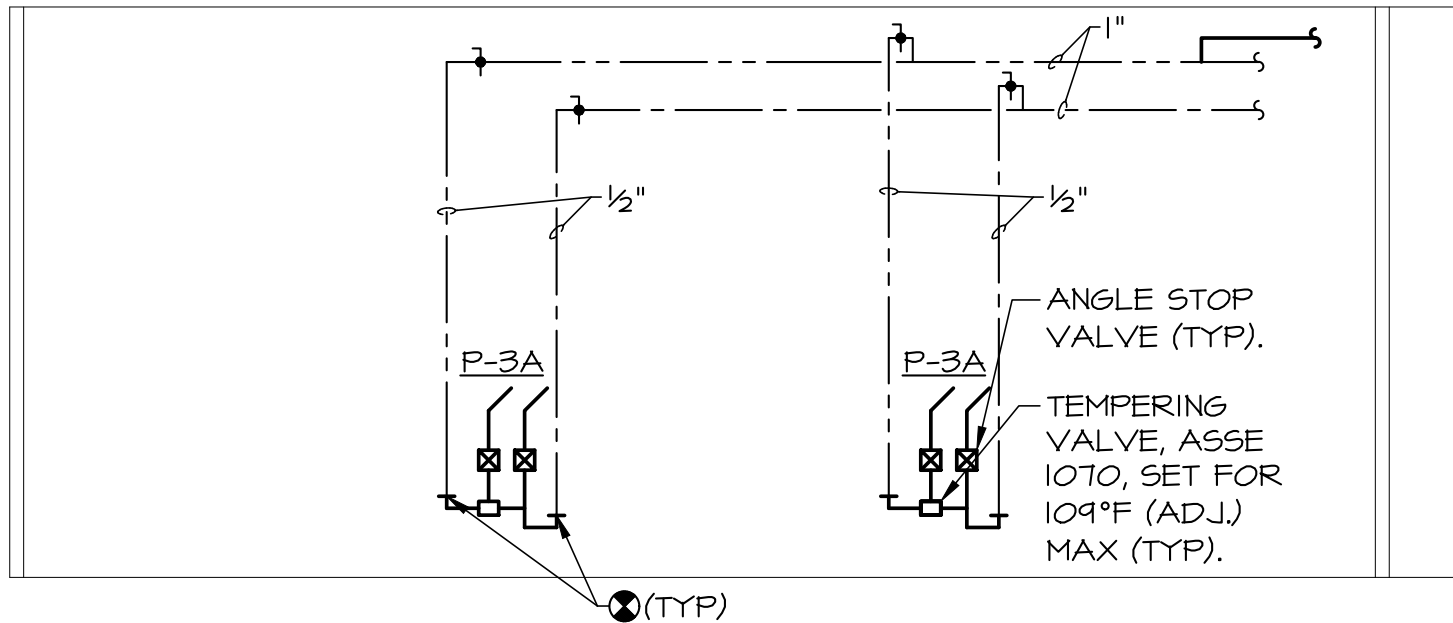 1"
½"
½"
ANGLE STOP
VALVE (TYP).
P-3A
P-3A
TEMPERING
VALVE, ASSE
1070, SET FOR
109°F (ADJ.)
MAX (TYP).
(TYP)